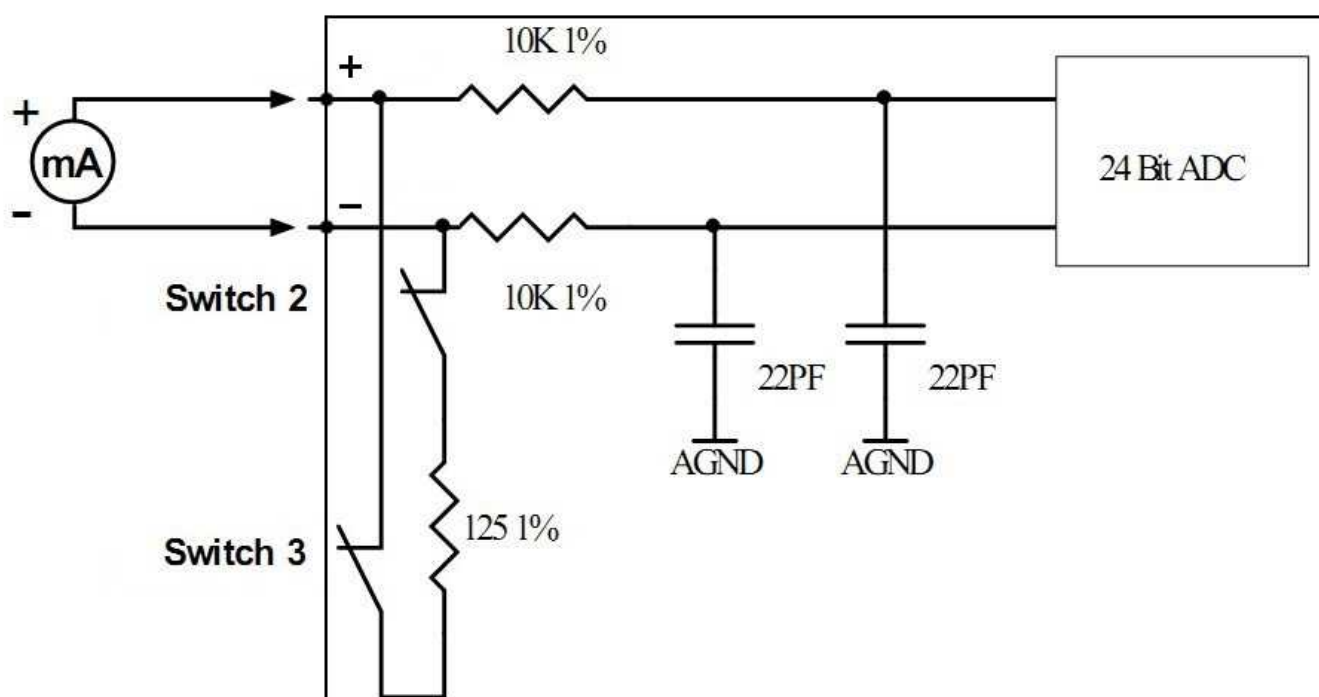 10K 1%
+
+
mA
-
24 Bit ADC
−
10K 1%
Switch 2
22PF
22PF
AGND
AGND
125 1%
Switch 3